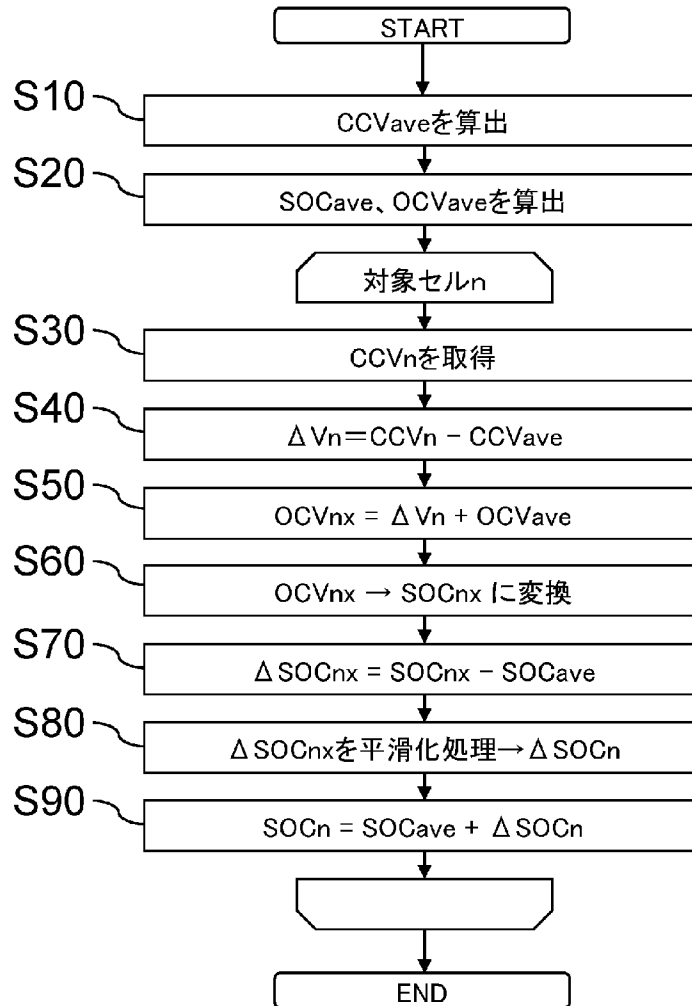 START
S10
CCVaveを算出
S20
SOCave、OCVaveを算出
対象セルn
S30
CCVnを取得
S40
ΔVn=CCVn - CCVave
S50
OCVnx = ΔVn + OCVave
S60
OCVnx → SOCnx に変換
S70
ΔSOCnx = SOCnx - SOCave
S80
ΔSOCnxを平滑化処理→ΔSOCn
S90
SOCn = SOCave + ΔSOCn
END